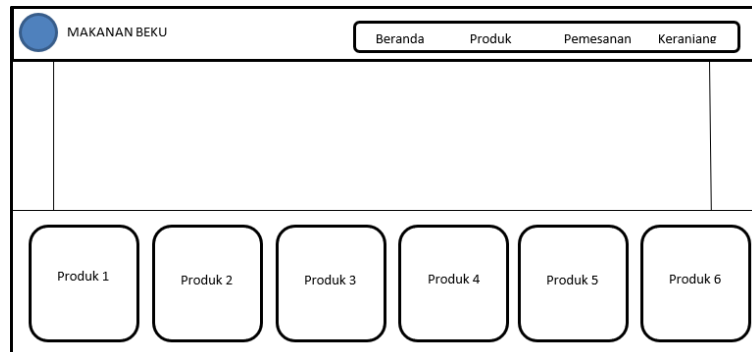 MAKANAN BEKU
Beranda Produk Pemesanan Keranjang
Produk 1 Produk 2 Produk 3 Produk 4 Produk 5 Produk 6